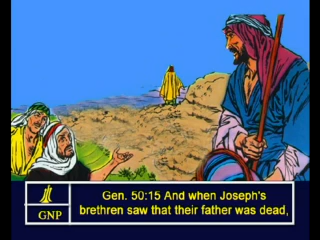 Gen. 50:15 And when Joseph's
brethren saw that their father was dead,
GNP